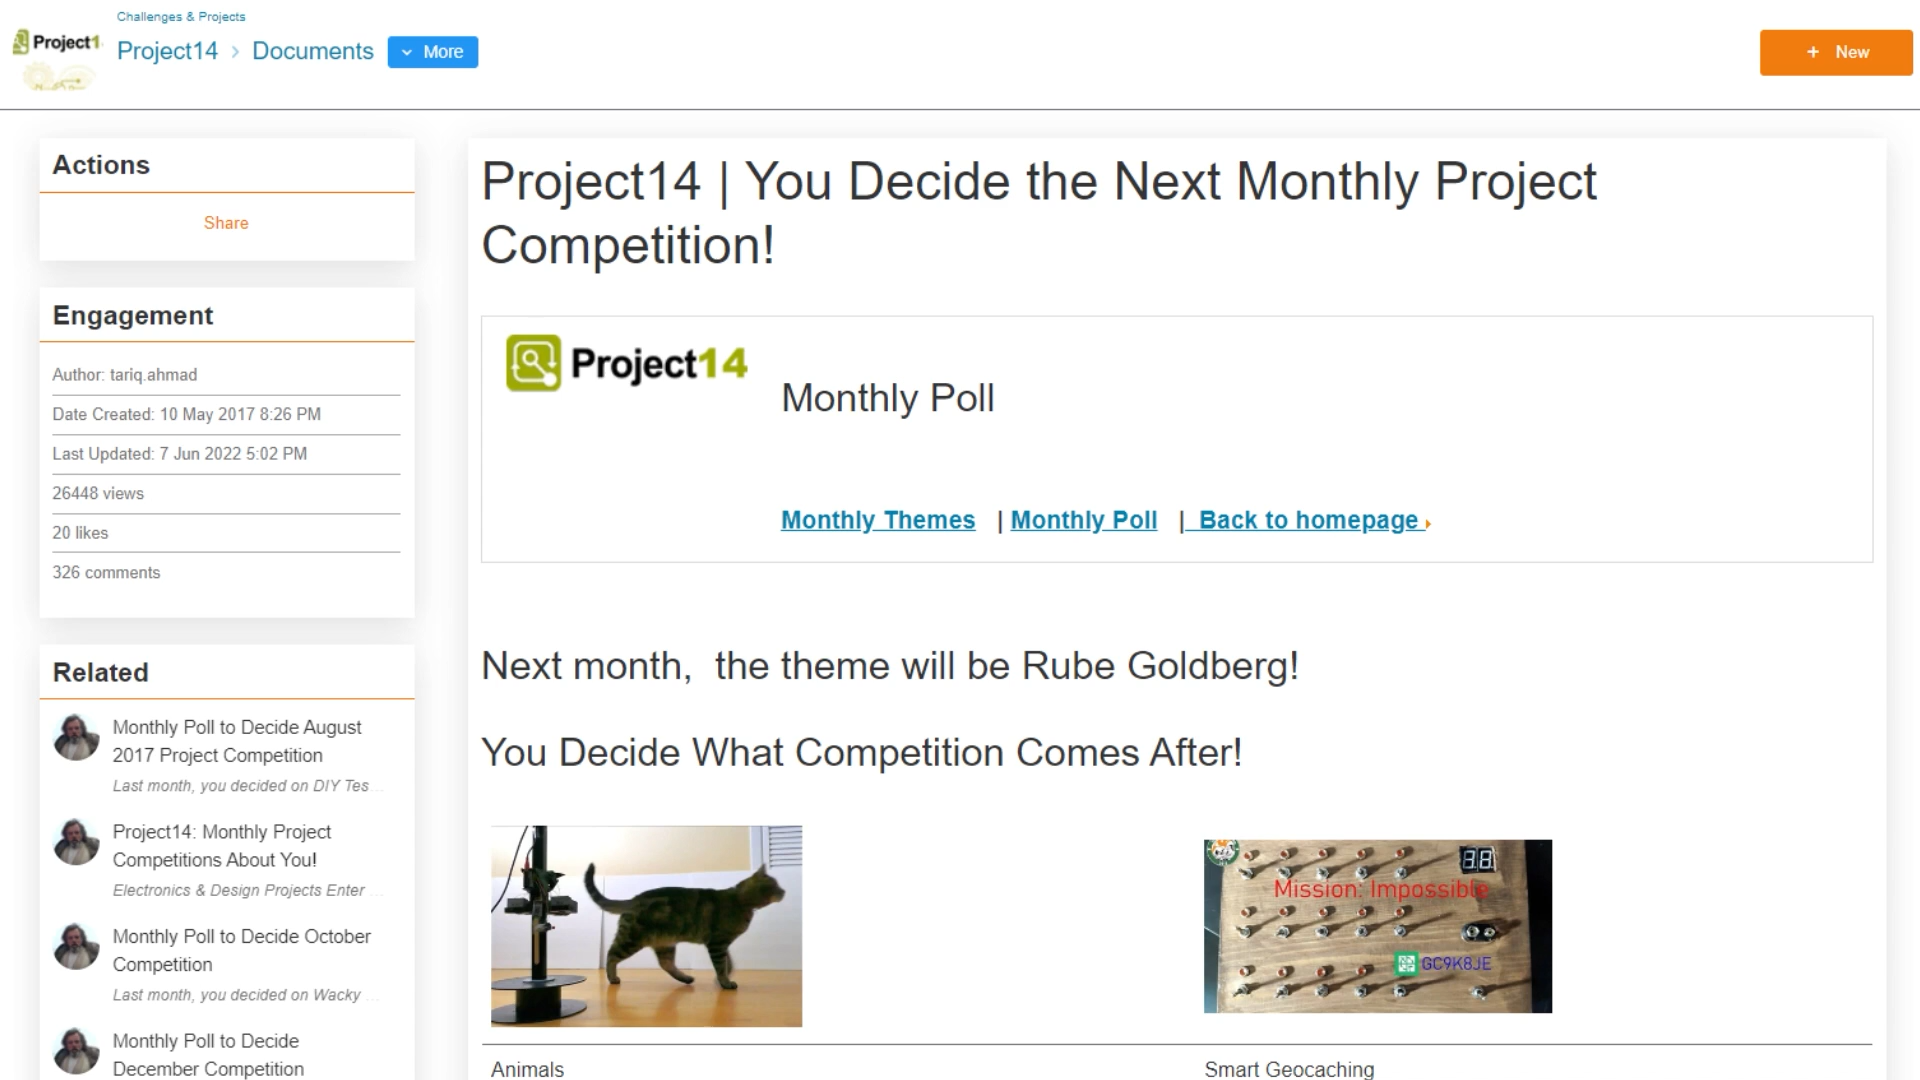 Challenges & Projects
Project1
Project14 › Documents
More
+ New
Actions
Share
Engagement
Author: tariq.ahmad
Date Created: 10 May 2017 8:26 PM
Last Updated: 7 Jun 2022 5:02 PM
26448 views
20 likes
326 comments
Related
Monthly Poll to Decide August
2017 Project Competition
Last month, you decided on DIY Tes...
Project14: Monthly Project
Competitions About You!
Electronics & Design Projects Enter ...
Monthly Poll to Decide October
Competition
Last month, you decided on Wacky ...
Monthly Poll to Decide
December Competition
Project14 | You Decide the Next Monthly Project
Competition!
Project14
Monthly Poll
Monthly Themes | Monthly Poll | Back to homepage
Next month, the theme will be Rube Goldberg!
You Decide What Competition Comes After!
38
Mission: Impossible
GC9K8JE
Animals
Smart Geocaching